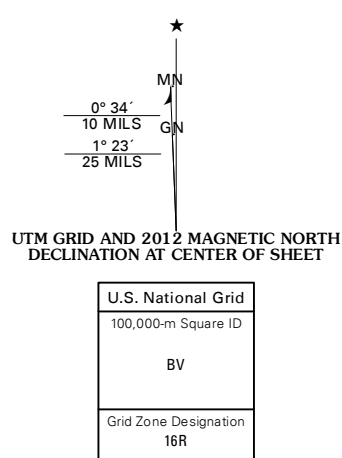 ★
MN
0° 34´
10 MILS
GN
1° 23´
25 MILS
UTM GRID AND 2012 MAGNETIC NORTH
DECLINATION AT CENTER OF SHEET
U.S. National Grid
100,000-m Square ID
BV
Grid Zone Designation
16R